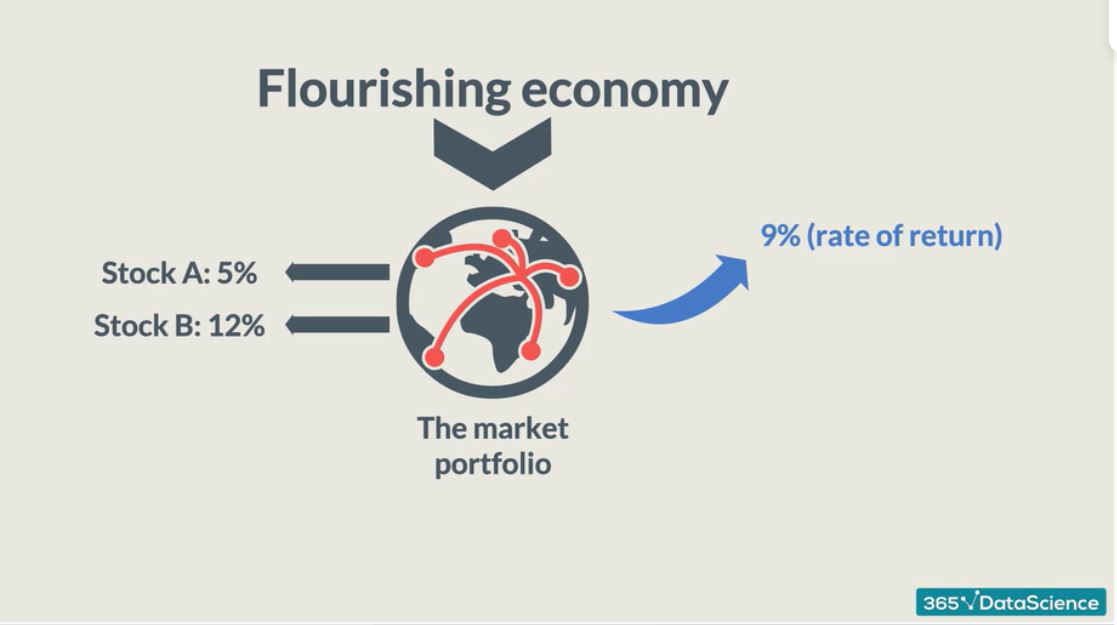 Flourishing economy
9% (rate of return)
Stock A: 5%
Stock B: 12%
The market
portfolio
365 DataScience